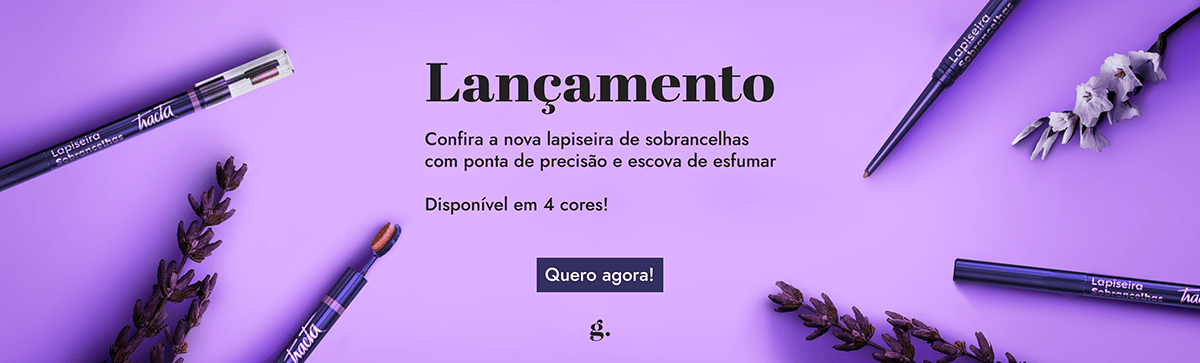 Lançamento
Confira a nova lapiseira de sobrancelhas
com ponta de precisão e escova de esfumar
Disponível em 4 cores!
Quero agora!
g.
Lapiseira
Sobrancelhas
tracta
tracta
Lapiseira
Sobrancelhas
Lapiseira
Sobrancelhas
tracta